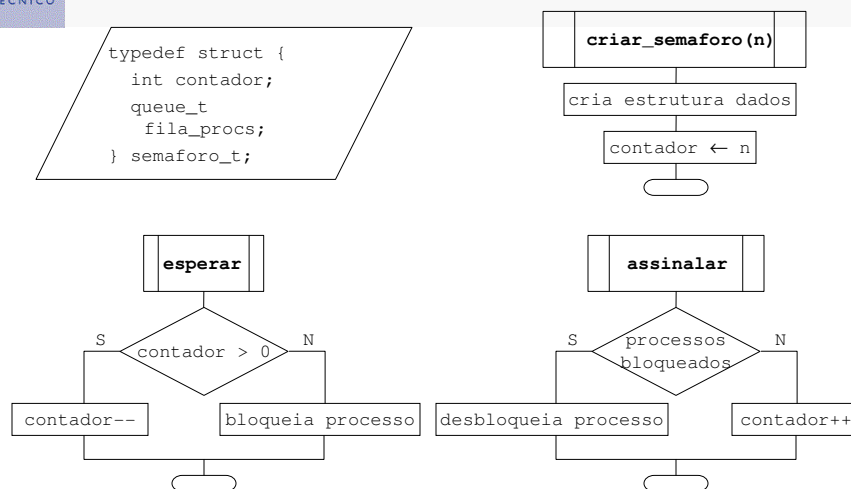 TÉCNICO
typedef struct {
int contador;
queue_t
fila_procs;
} semaforo_t;
criar_semaforo(n)
cria estrutura dados
contador ← n
esperar
S
contador > 0
N
contador--
bloqueia processo
assinalar
S
processos
bloqueados
N
desbloqueia processo
contador++